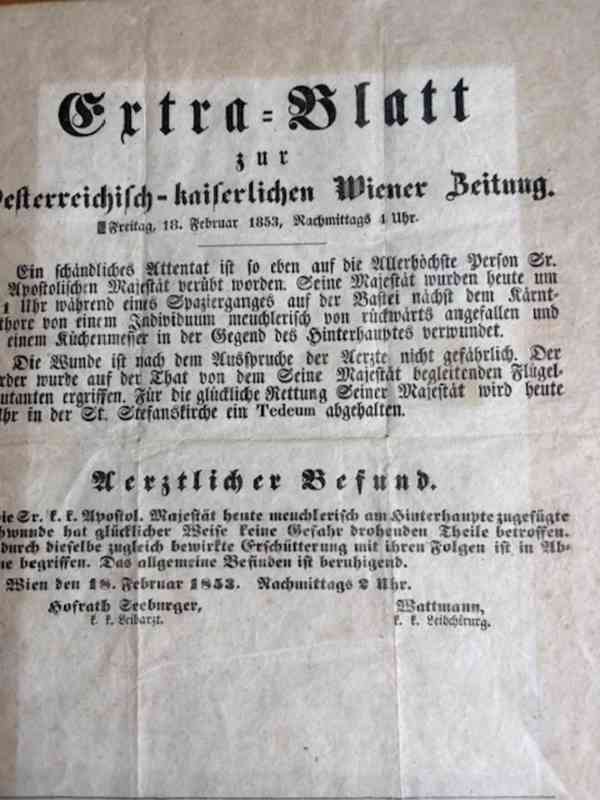 Extra-Blatt
zur
Oesterreichisch-kaiserlichen Wiener Zeitung.
Freitag, 18. Februar 1853, Nachmittags 4 Uhr.
Ein schändliches Attentat ist so eben auf die Allerhöchste Person Sr.
Apostolischen Majestät verübt worden. Seine Majestät wurden heute um
1 Uhr während eines Spazierganges auf der Bastei nächst dem Kärnt-
thore von einem Individuum meuchlerisch von rückwärts angefallen und
einem Küchenmesser in der Gegend des Hinterhauptes verwundet.
Die Wunde ist nach dem Ausspruche der Aerzte nicht gefährlich. Der
rder wurde auf der That von dem Seine Majestät begleitenden Flügel-
utanten ergriffen. Für die glückliche Rettung Seiner Majestät wird heute
Uhr in der St. Stefanskirche ein Tedeum abgehalten.
Aerztlicher Befund.
ie Sr. k. k. Apostol. Majestät heute meuchlerisch am Hinterhaupte zugefügte
hwunde hat glücklicher Weise keine Gefahr drohenden Theile betroffen.
durch dieselbe zugleich bewirkte Erschütterung mit ihren Folgen ist in Ab-
me begriffen. Das allgemeine Befinden ist beruhigend.
Wien den 18. Februar 1853. Nachmittags 2 Uhr.
Hofrath Seeburger, Wattmann,
k. k. Leibarzt. k. k. Leibchirurg.